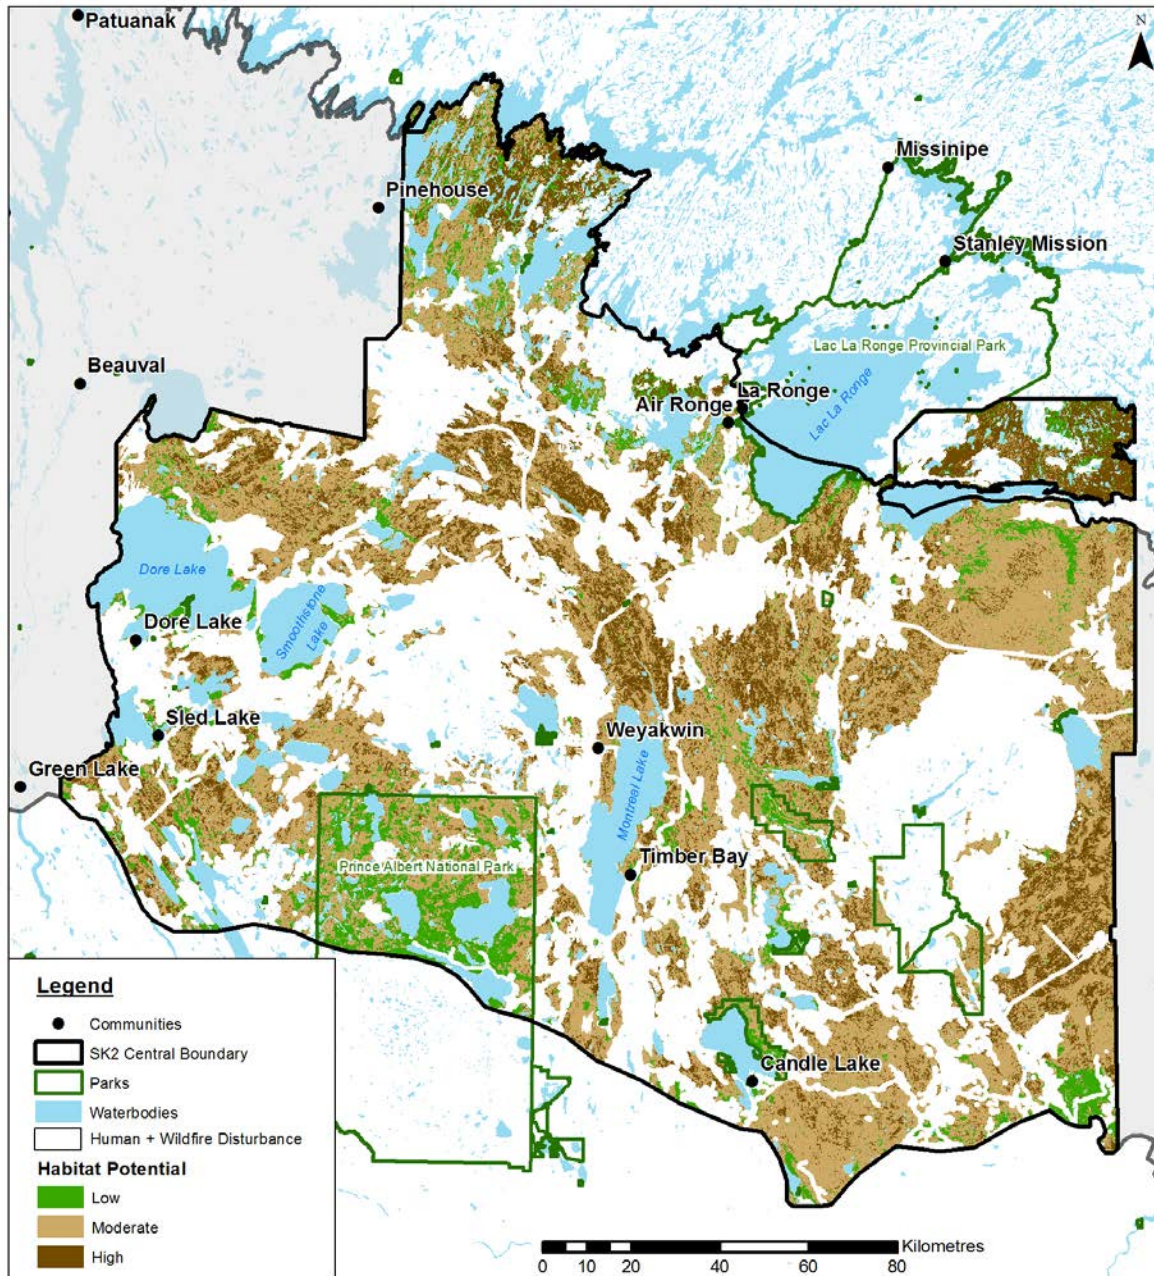 Patuanak
N
Missinipe
Pinehouse
Stanley Mission
Lac La Ronge Provincial Park
Beauval
La Ronge
Air Ronge
Lac La Ronge
Dore Lake
Smoothstone
Lake
Dore Lake
Sled Lake
Weyakwin
Montreal Lake
Green Lake
Prince Albert National Park
Timber Bay
Candle Lake
Legend
Communities
SK2 Central Boundary
Parks
Waterbodies
Human + Wildfire Disturbance
Habitat Potential
Low
Moderate
High
Kilometres
0 10 20 40 60 80